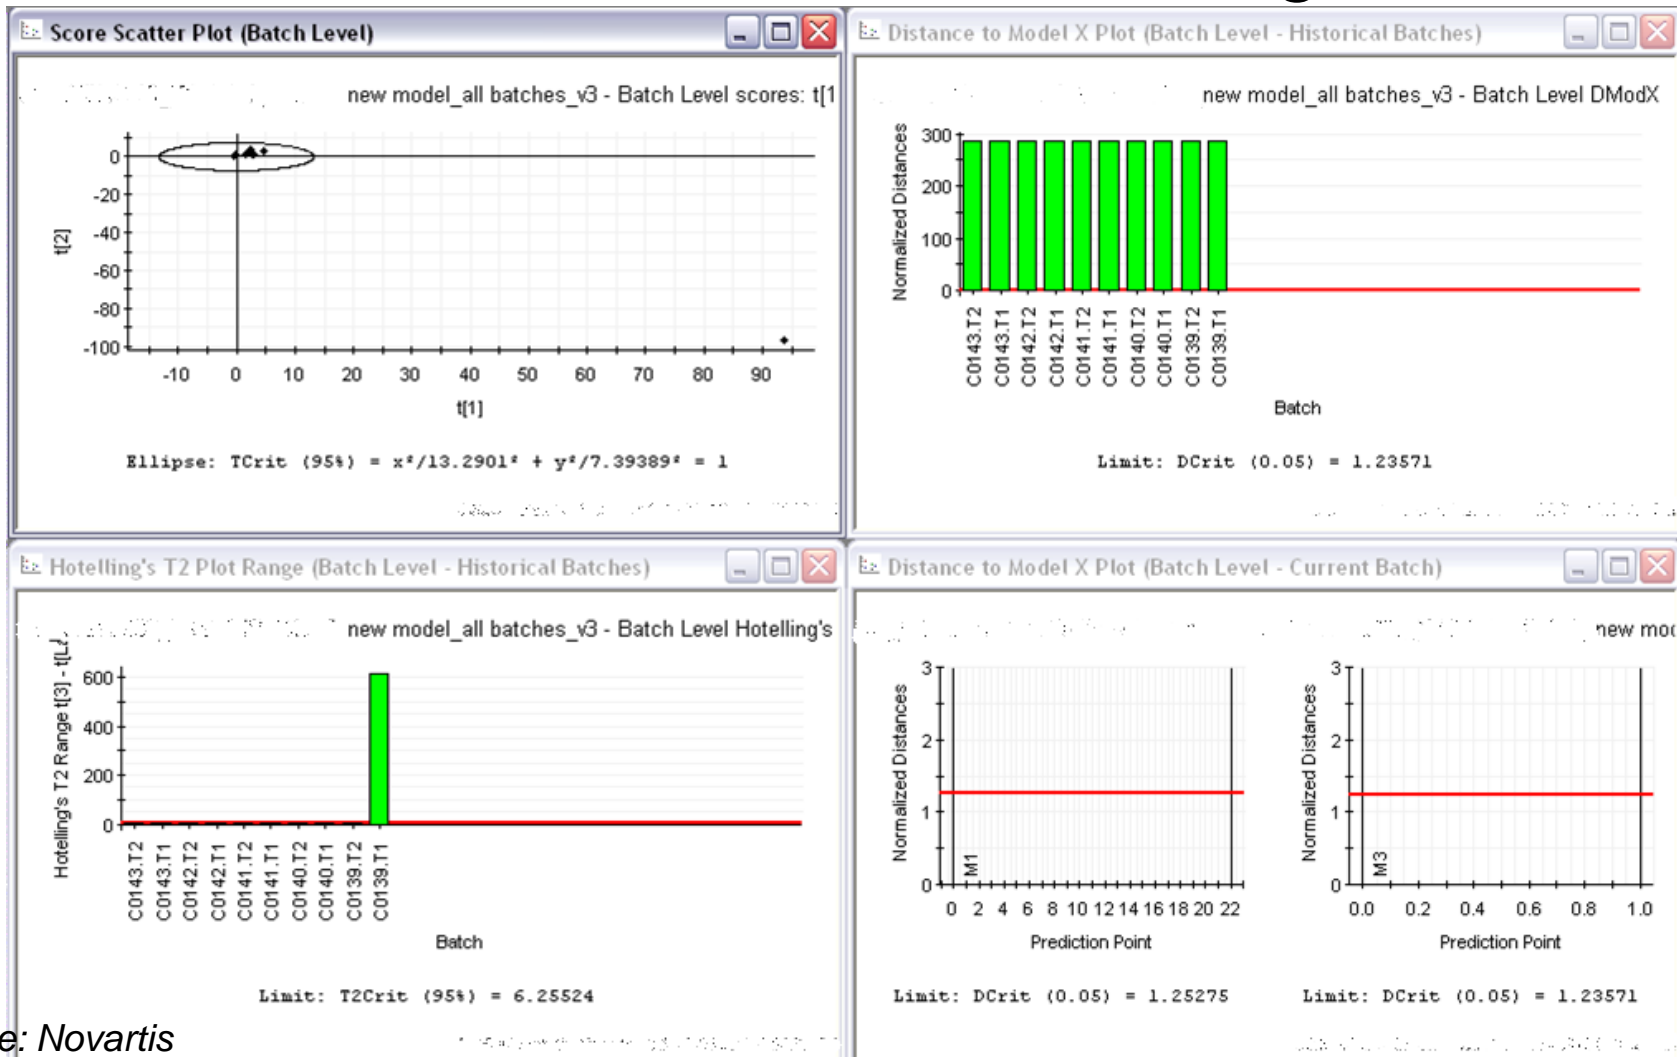 Score Scatter Plot (Batch Level)
new model_all batches_v3 - Batch Level scores: t[1
t[2]
0
-20
-40
-60
-80
-100
-10 0 10 20 30 40 50 60 70 80 90
t[1]
Ellipse: TCrit (95%) = x²/13.2901² + y²/7.39389² = 1
Distance to Model X Plot (Batch Level - Historical Batches)
new model_all batches_v3 - Batch Level DModX
Normalized Distances
300
200
100
0
C0143.T2
C0143.T1
C0142.T2
C0142.T1
C0141.T2
C0141.T1
C0140.T2
C0140.T1
C0139.T2
C0139.T1
Batch
Limit: DCrit (0.05) = 1.23571
Hotelling's T2 Plot Range (Batch Level - Historical Batches)
new model_all batches_v3 - Batch Level Hotelling's
Hotelling's T2 Range t[3] - t[La
600
400
200
0
C0143.T2
C0143.T1
C0142.T2
C0142.T1
C0141.T2
C0141.T1
C0140.T2
C0140.T1
C0139.T2
C0139.T1
Batch
Limit: T2Crit (95%) = 6.25524
Distance to Model X Plot (Batch Level - Current Batch)
new mod
Normalized Distances
3
2
1
0
M1
0 2 4 6 8 10 12 14 16 18 20 22
Prediction Point
Limit: DCrit (0.05) = 1.25275
Normalized Distances
3
2
1
0
M3
0.0 0.2 0.4 0.6 0.8 1.0
Prediction Point
Limit: DCrit (0.05) = 1.23571
e: Novartis